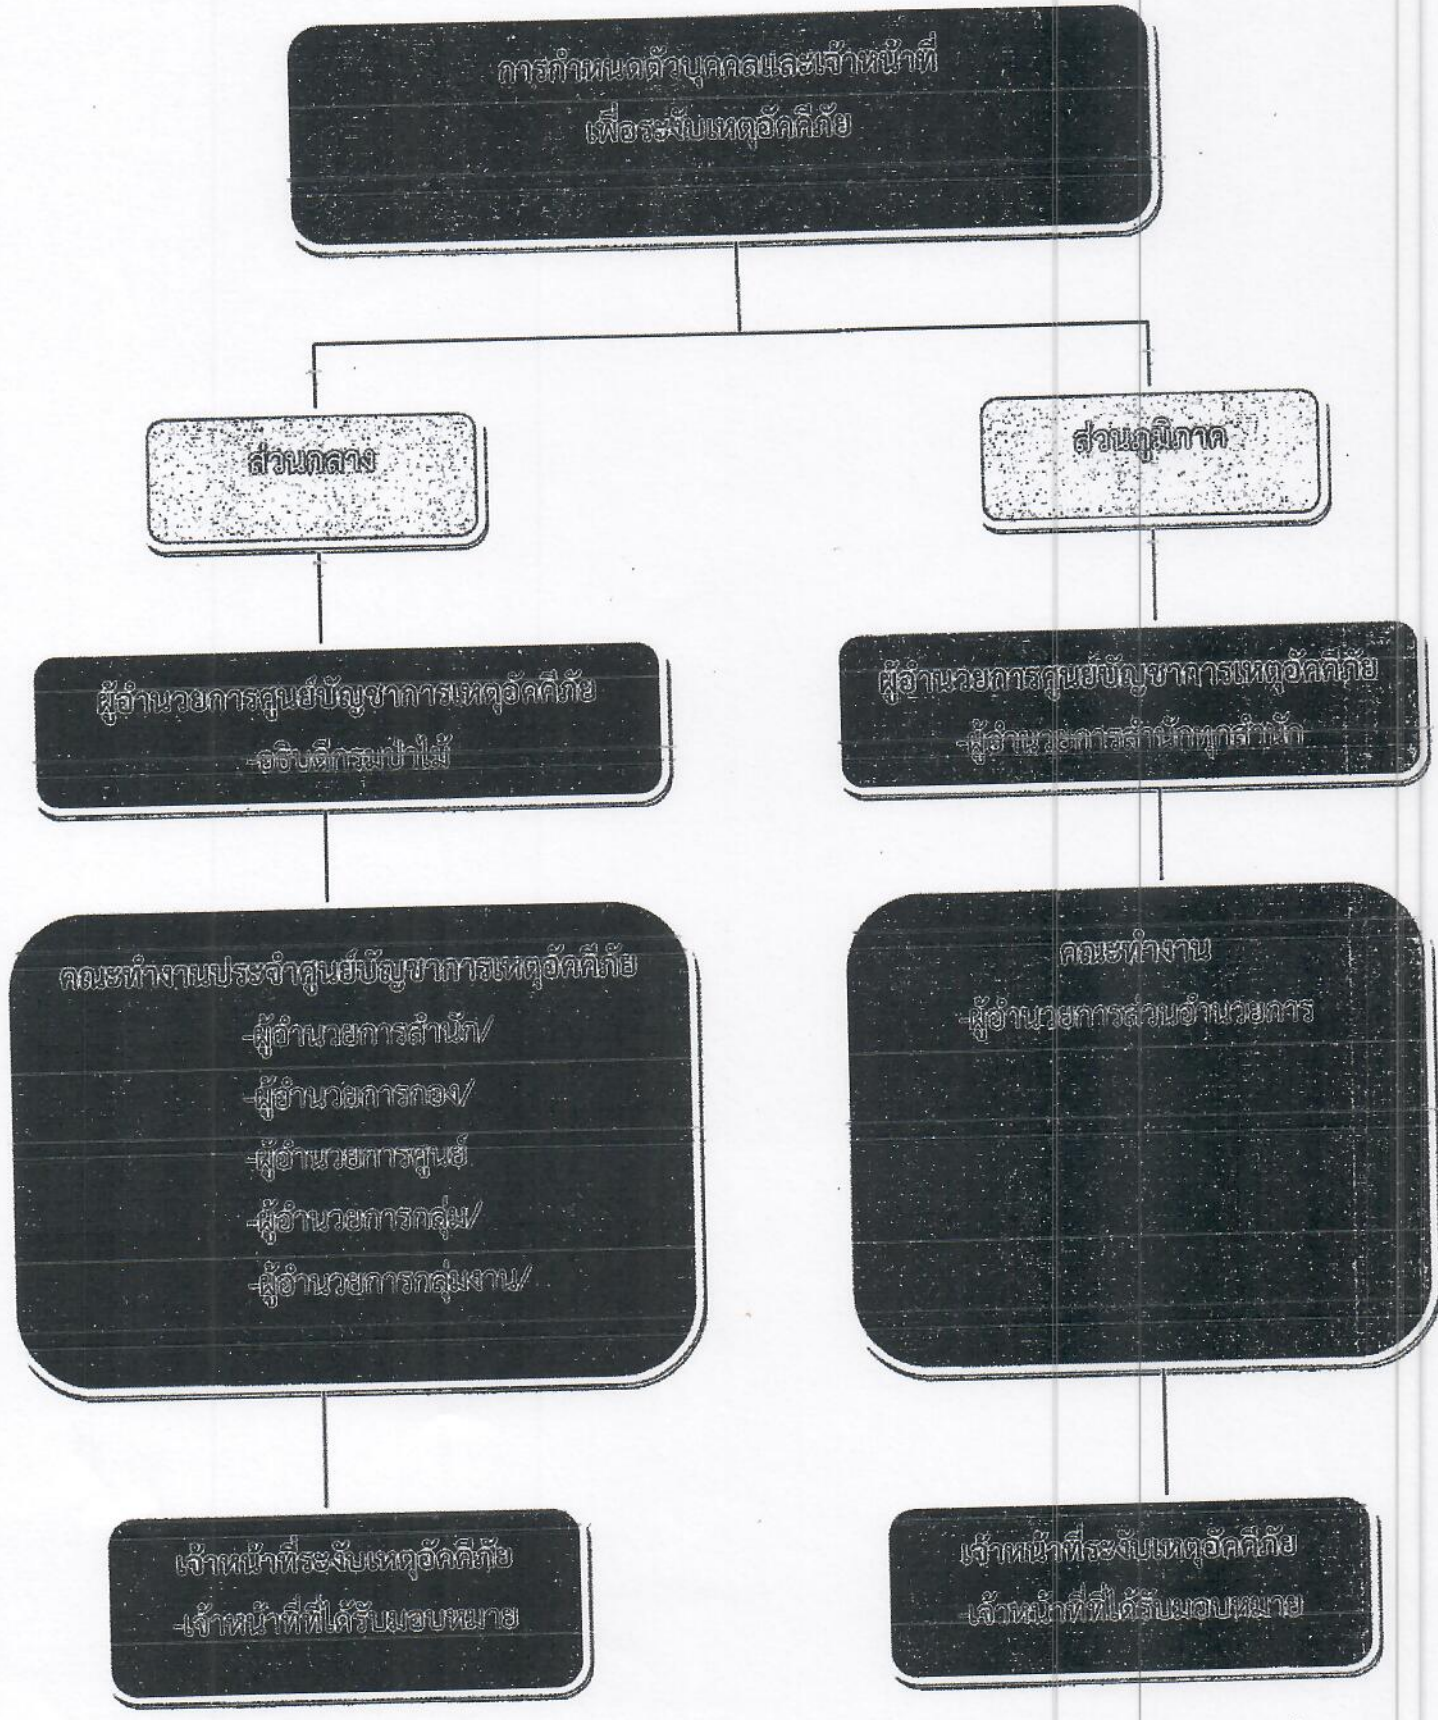 การกำหนดตัวบุคคลและเจ้าหน้าที่
เพื่อระงับเหตุอัคคีภัย
ส่วนกลาง
ส่วนภูมิภาค
ผู้อำนวยการศูนย์บัญชาการเหตุอัคคีภัย
-อธิบดีกรมป่าไม้
ผู้อำนวยการศูนย์บัญชาการเหตุอัคคีภัย
-ผู้อำนวยการสำนักทุกสำนัก
คณะทำงานประจำศูนย์บัญชาการเหตุอัคคีภัย
-ผู้อำนวยการสำนัก/
-ผู้อำนวยการกอง/
-ผู้อำนวยการศูนย์
-ผู้อำนวยการกลุ่ม/
-ผู้อำนวยการกลุ่มงาน/
คณะทำงาน
-ผู้อำนวยการส่วนอำนวยการ
เจ้าหน้าที่ระงับเหตุอัคคีภัย
-เจ้าหน้าที่ที่ได้รับมอบหมาย
เจ้าหน้าที่ระงับเหตุอัคคีภัย
-เจ้าหน้าที่ที่ได้รับมอบหมาย